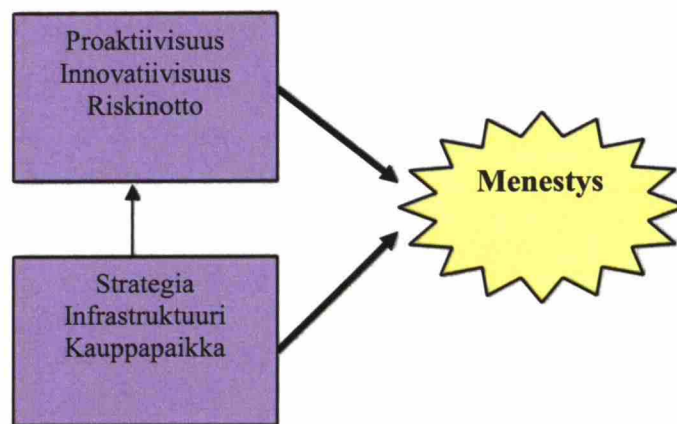 Proaktiivisuus
Innovatiivisuus
Riskinotto
Menestys
Strategia
Infrastruktuuri
Kauppapaikka